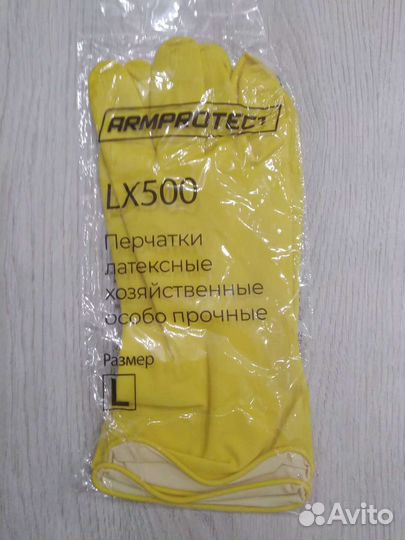 ARMPROTECT
LX500
Перчатки
латексные
хозяйственные
особо прочные
Размер
L
Avito